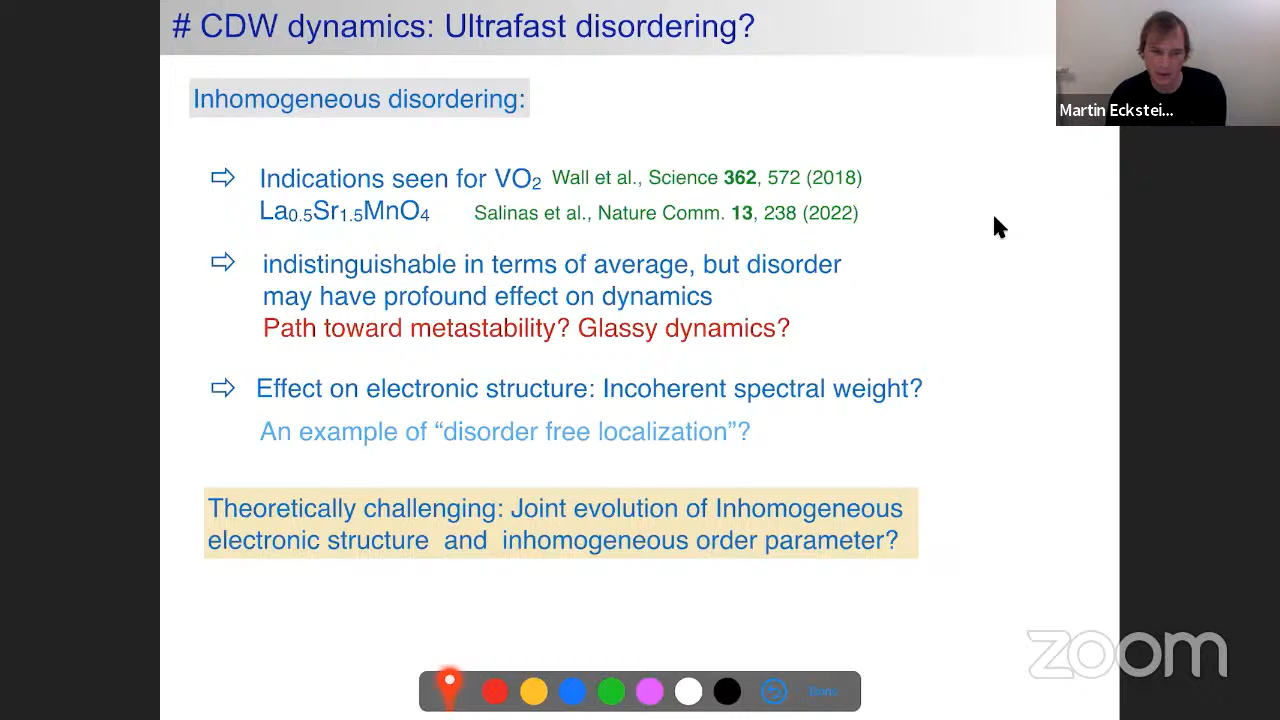 # CDW dynamics: Ultrafast disordering?
Martin Eckstei...
Inhomogeneous disordering:
⇨ Indications seen for VO₂ Wall et al., Science 362, 572 (2018)
La₀.₅Sr₁.₅MnO₄ Salinas et al., Nature Comm. 13, 238 (2022)
⇨ indistinguishable in terms of average, but disorder
may have profound effect on dynamics
Path toward metastability? Glassy dynamics?
⇨ Effect on electronic structure: Incoherent spectral weight?
An example of “disorder free localization”?
Theoretically challenging: Joint evolution of Inhomogeneous
electronic structure and inhomogeneous order parameter?
zoom